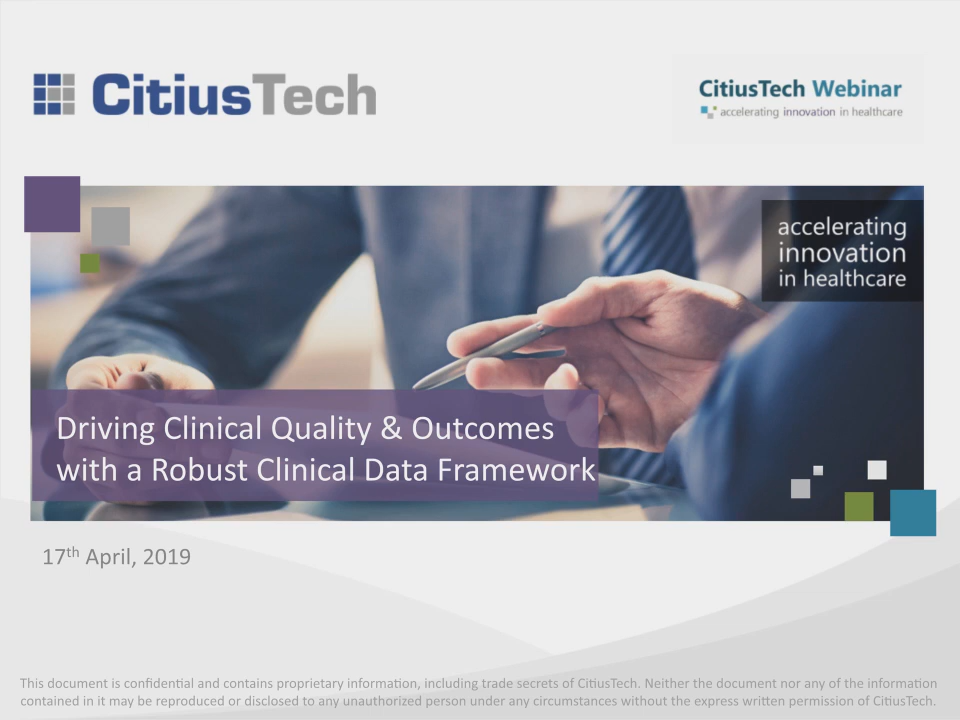 CitiusTech
CitiusTech Webinar
accelerating innovation in healthcare
accelerating
innovation
in healthcare
Driving Clinical Quality & Outcomes
with a Robust Clinical Data Framework
17th April, 2019
This document is confidential and contains proprietary information, including trade secrets of CitiusTech. Neither the document nor any of the information
contained in it may be reproduced or disclosed to any unauthorized person under any circumstances without the express written permission of CitiusTech.